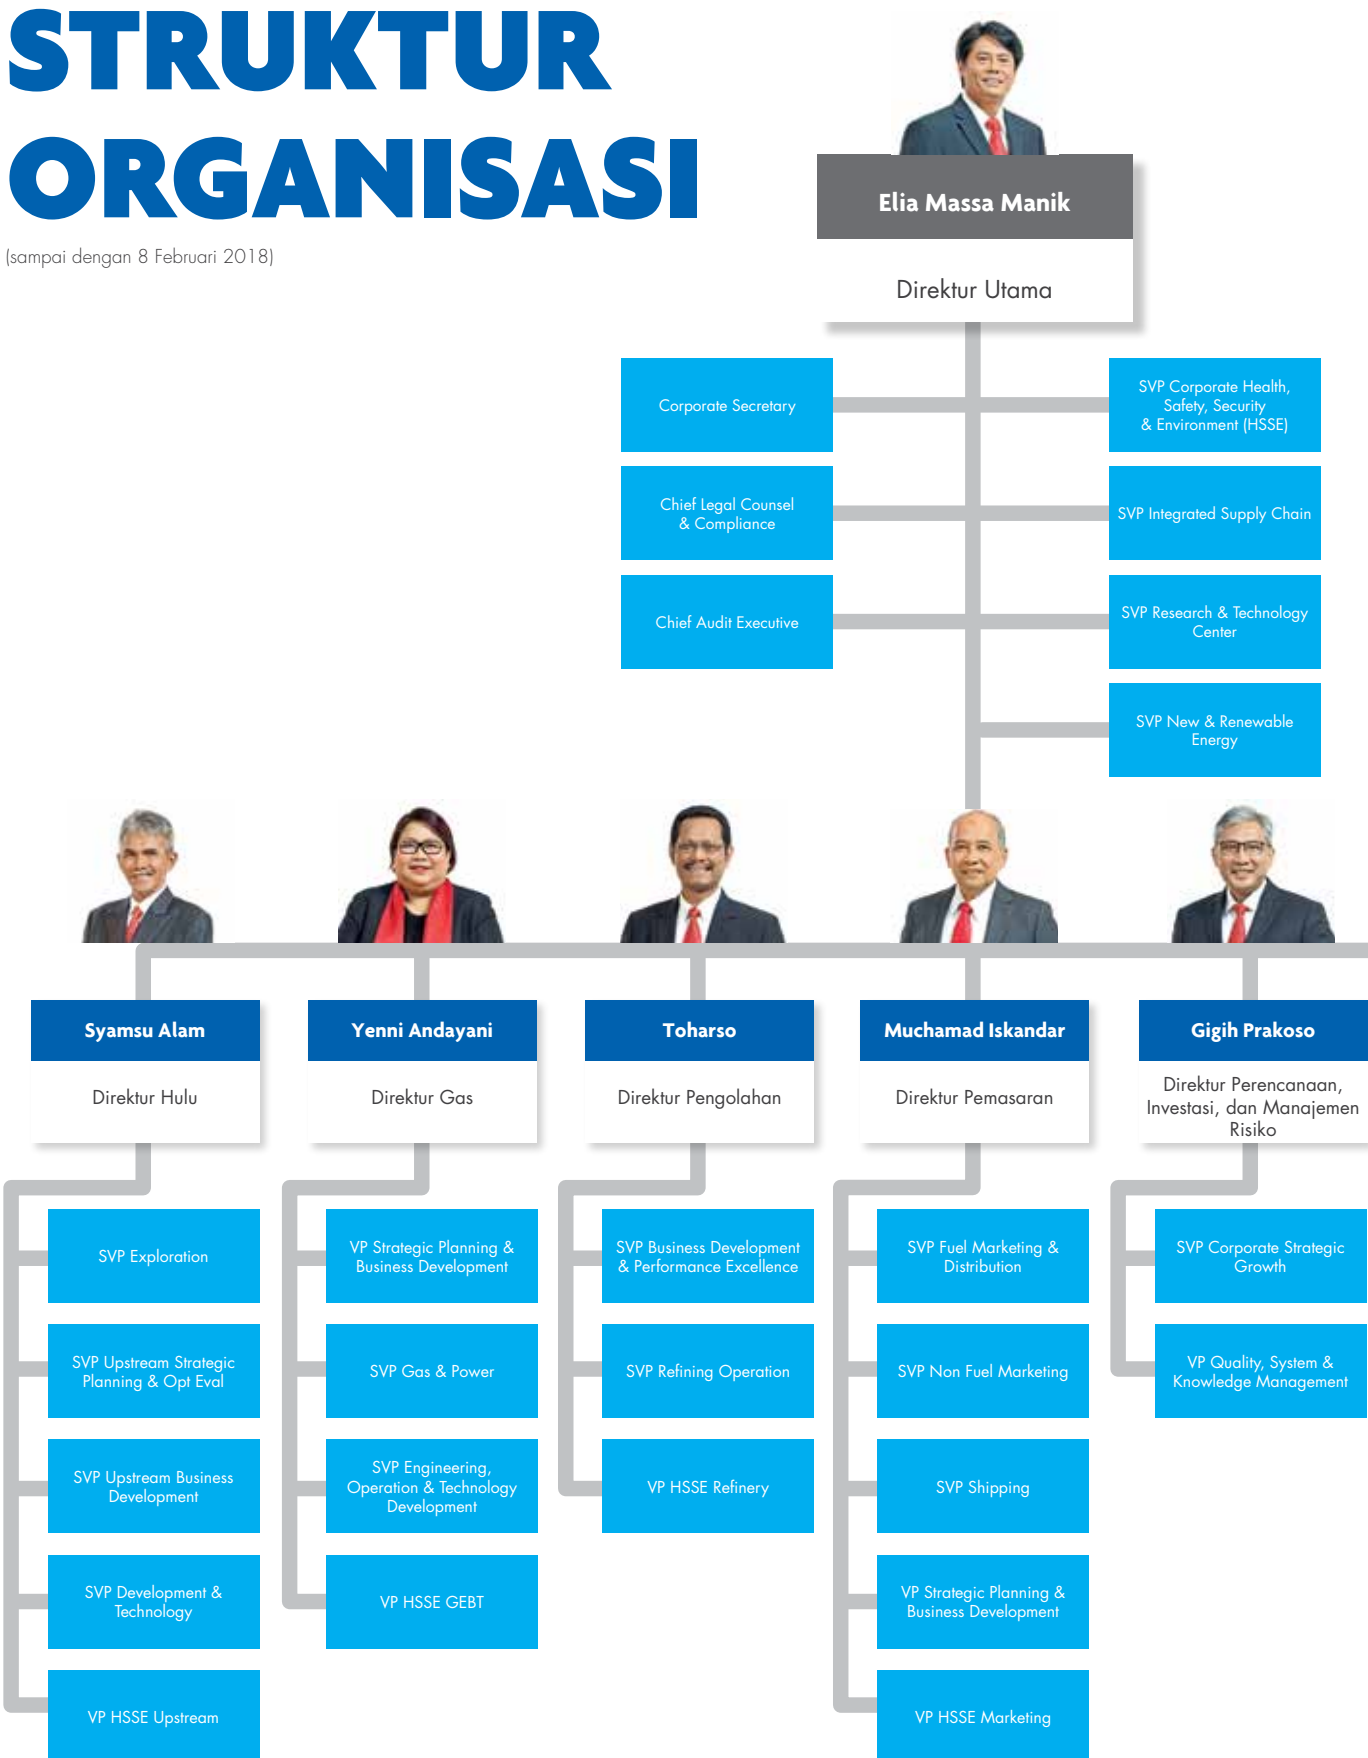 STRUKTUR
ORGANISASI
(sampai dengan 8 Februari 2018)
Elia Massa Manik
Direktur Utama
Corporate Secretary
SVP Corporate Health,
Safety, Security
& Environment (HSSE)
Chief Legal Counsel
& Compliance
SVP Integrated Supply Chain
Chief Audit Executive
SVP Research & Technology
Center
SVP New & Renewable
Energy
Syamsu Alam
Direktur Hulu
Yenni Andayani
Direktur Gas
Toharso
Direktur Pengolahan
Muchamad Iskandar
Direktur Pemasaran
Gigih Prakoso
Direktur Perencanaan,
Investasi, dan Manajemen
Risiko
SVP Exploration
SVP Upstream Strategic
Planning & Opt Eval
SVP Upstream Business
Development
SVP Development &
Technology
VP HSSE Upstream
VP Strategic Planning &
Business Development
SVP Gas & Power
SVP Engineering,
Operation & Technology
Development
VP HSSE GEBT
SVP Business Development
& Performance Excellence
SVP Refining Operation
VP HSSE Refinery
SVP Fuel Marketing &
Distribution
SVP Non Fuel Marketing
SVP Shipping
VP Strategic Planning &
Business Development
VP HSSE Marketing
SVP Corporate Strategic
Growth
VP Quality, System &
Knowledge Management